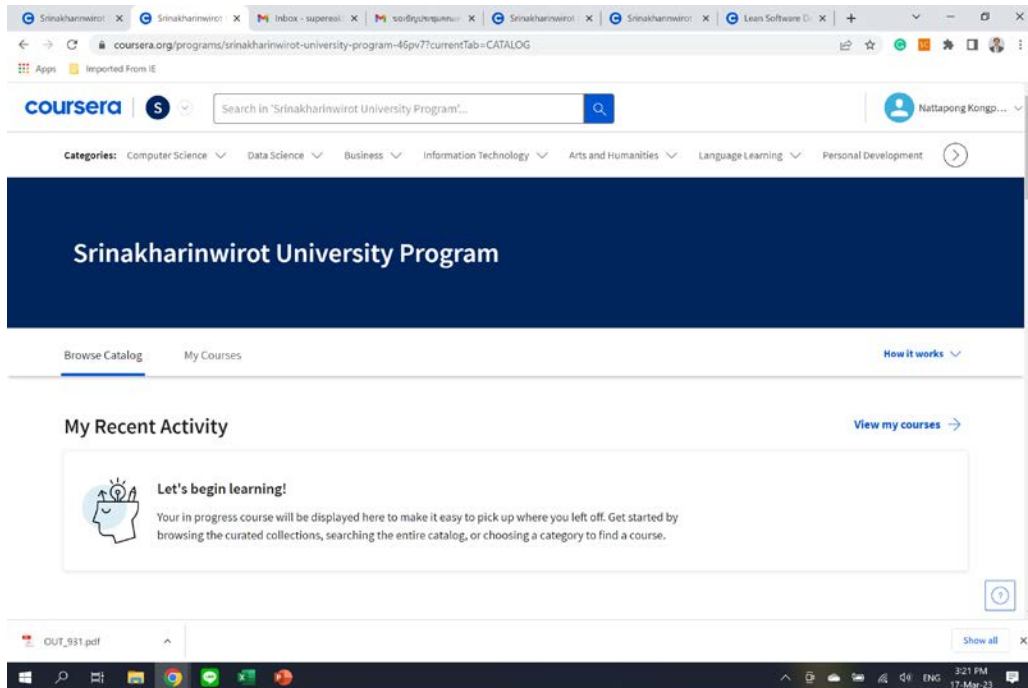 Srinakharinwirot
Srinakharinwirot
Inbox - supereal
Srinakharinwirot
Srinakharinwirot
Lean Software D
coursera.org/programs/srinakharinwirot-university-program-46pv7?currentTab=CATALOG
Apps Imported From IE
coursera S Search in 'Srinakharinwirot University Program'... Nattapong Kongp...
Categories: Computer Science Data Science Business Information Technology Arts and Humanities Language Learning Personal Development
Srinakharinwirot University Program
Browse Catalog My Courses How it works
My Recent Activity View my courses
Let's begin learning!
Your in progress course will be displayed here to make it easy to pick up where you left off. Get started by
browsing the curated collections, searching the entire catalog, or choosing a category to find a course.
OUT_931.pdf Show all
ENG 3:21 PM
17-Mar-23